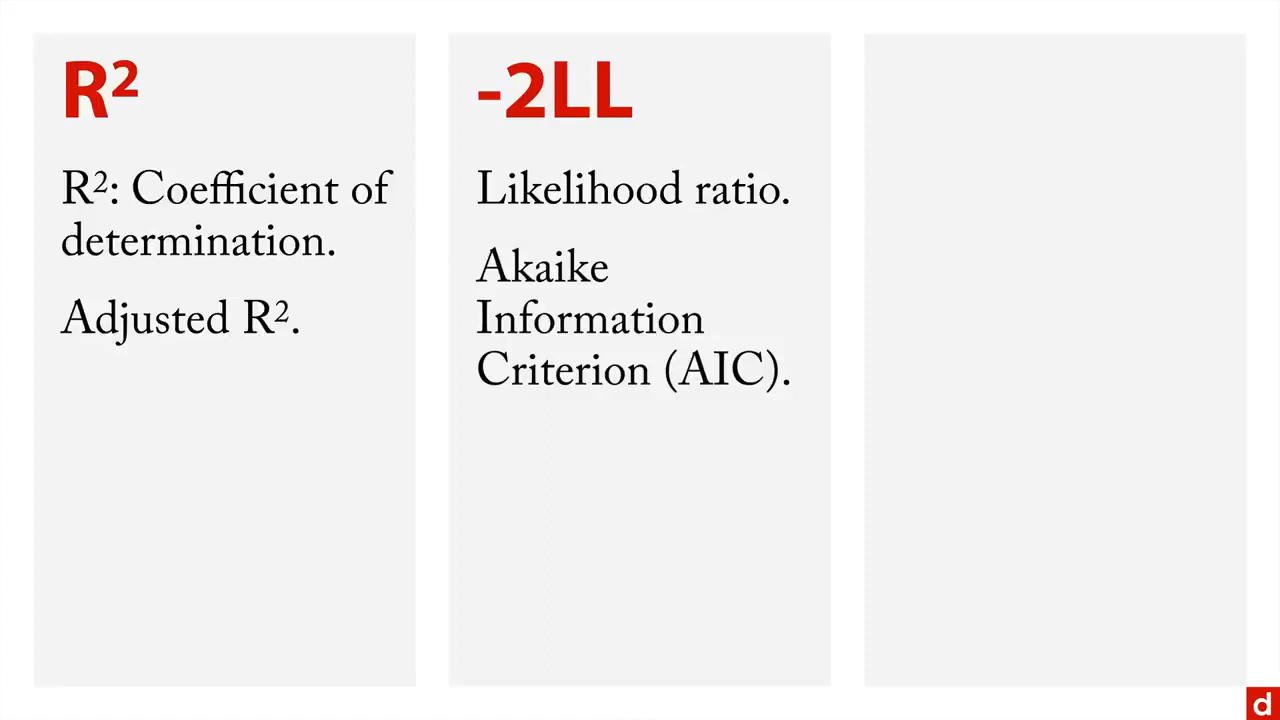 R²
R²: Coefficient of
determination.
Adjusted R².
-2LL
Likelihood ratio.
Akaike
Information
Criterion (AIC).
d